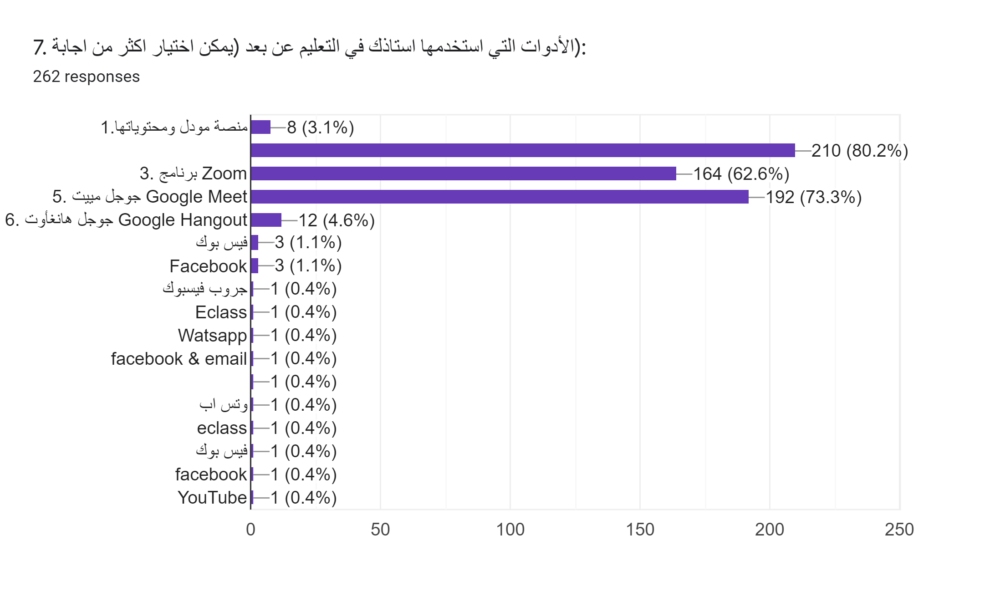 7. الأدوات التي استخدمها استاذك في التعليم عن بعد (يمكن اختيار اكثر من اجابة):
262 responses
1.منصة مودل ومحتوياتها
8 (3.1%)
210 (80.2%)
3. برنامج Zoom
164 (62.6%)
5. جوجل مييت Google Meet
192 (73.3%)
6. جوجل هانغأوت Google Hangout
12 (4.6%)
فيس بوك
3 (1.1%)
Facebook
3 (1.1%)
جروب فيسبوك
1 (0.4%)
Eclass
1 (0.4%)
Watsapp
1 (0.4%)
facebook & email
1 (0.4%)
1 (0.4%)
وتس اب
1 (0.4%)
eclass
1 (0.4%)
فيس بوك
1 (0.4%)
facebook
1 (0.4%)
YouTube
1 (0.4%)
0 50 100 150 200 250